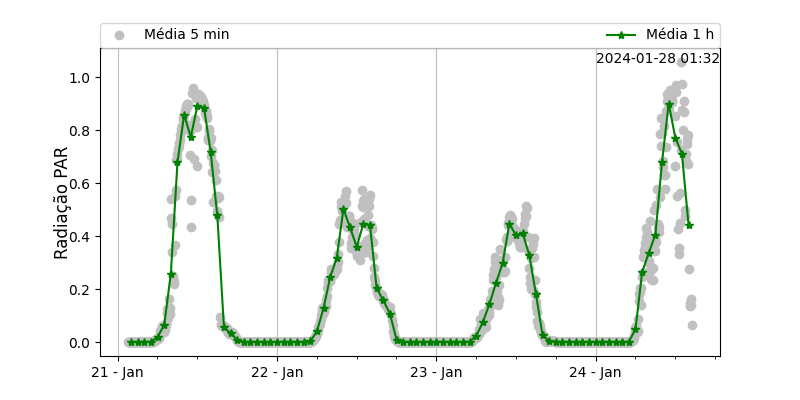 Média 5 min
Média 1 h
2024-01-28 01:32
Radiação PAR
1.0
0.8
0.6
0.4
0.2
0.0
21 - Jan
22 - Jan
23 - Jan
24 - Jan